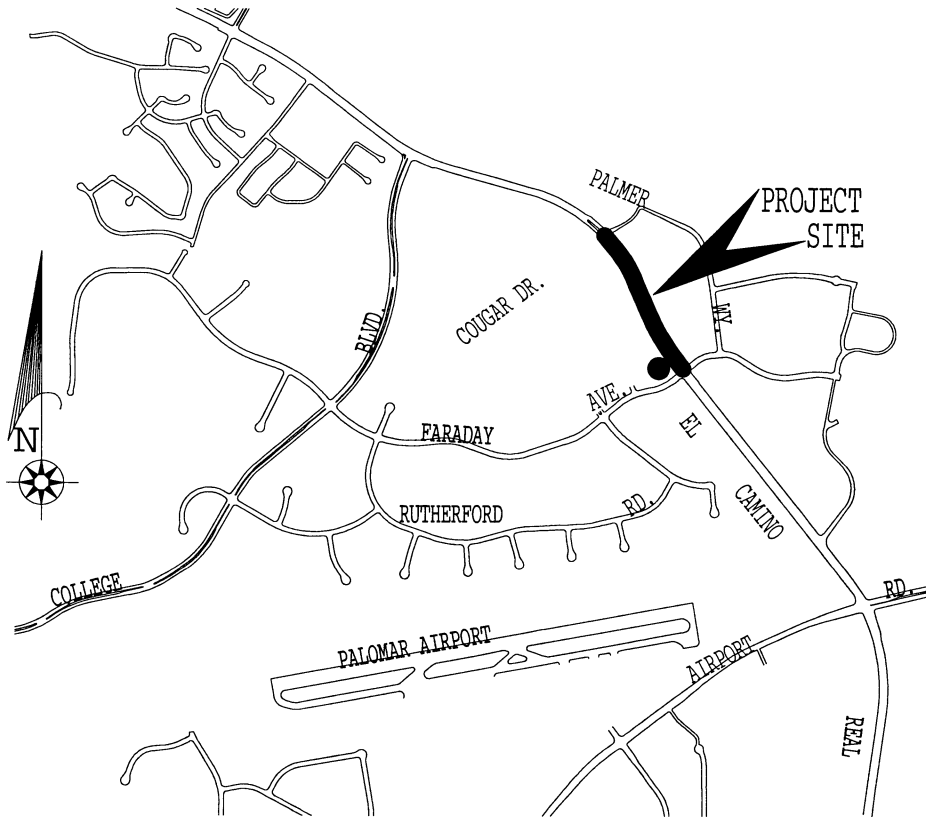 PALMER
PROJECT
SITE
COUGAR DR.
WY.
BLVD.
AVE.
FARADAY
EL
N
CAMINO
RUTHERFORD
RD.
COLLEGE
RD.
PALOMAR AIRPORT
AIRPORT
REAL